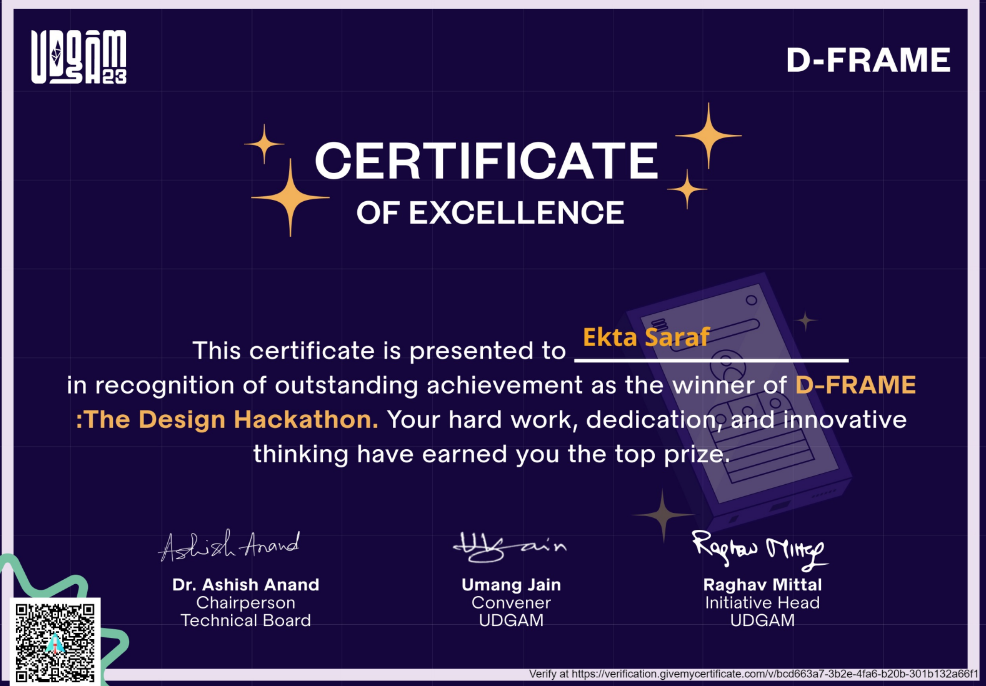 UDGAM
23
D-FRAME
CERTIFICATE
OF EXCELLENCE
This certificate is presented to Ekta Saraf
in recognition of outstanding achievement as the winner of D-FRAME
:The Design Hackathon. Your hard work, dedication, and innovative
thinking have earned you the top prize.
Ashish Anand
UJain
Raghav Mittal
Dr. Ashish Anand
Chairperson
Technical Board
Umang Jain
Convener
UDGAM
Raghav Mittal
Initiative Head
UDGAM
Verify at https://verification.givemycertificate.com/v/bcd663a7-3b2e-4fa6-b20b-301b132a66f1